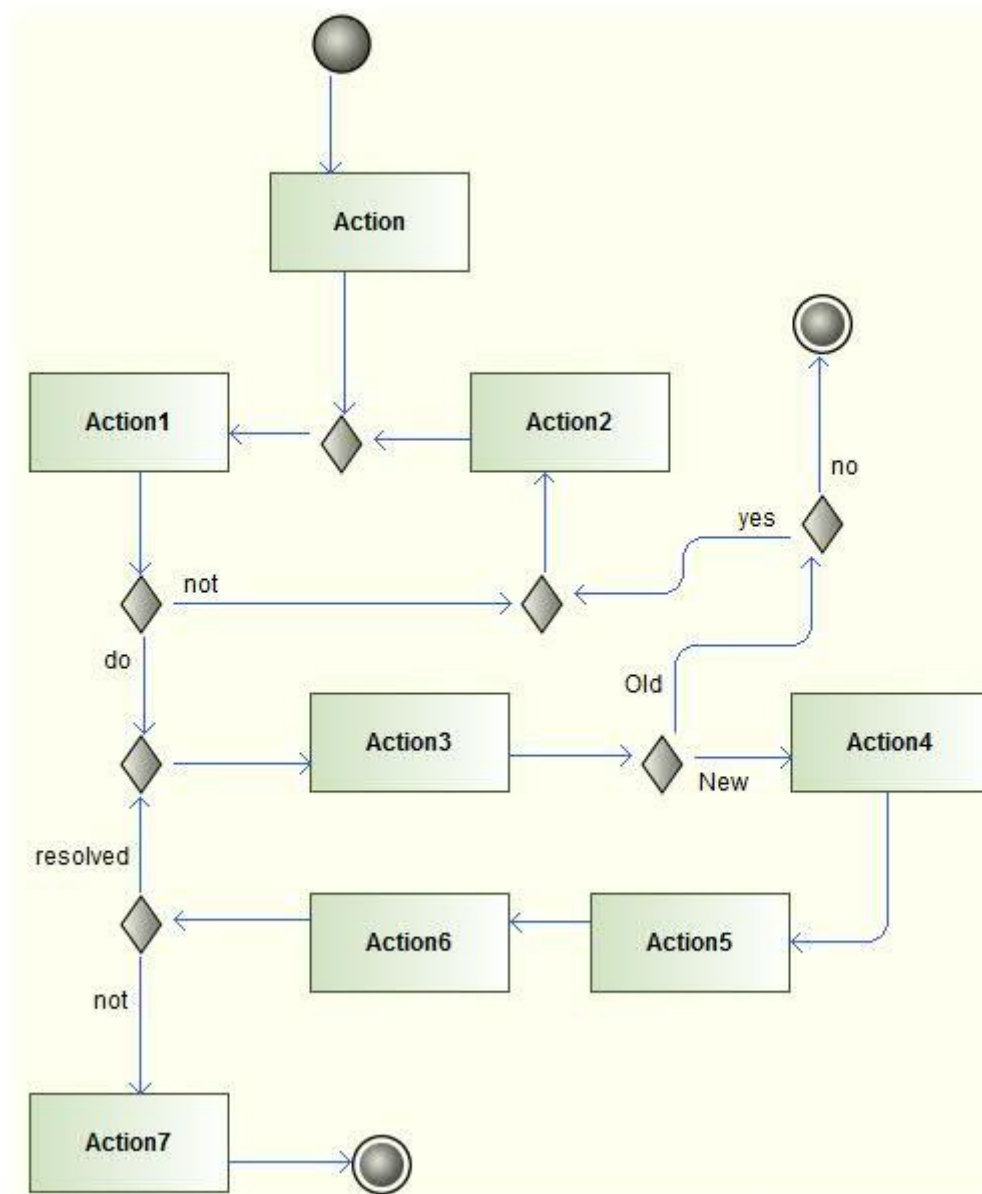 Action
Action1
Action2
no
yes
not
do
Old
Action3
Action4
New
resolved
Action6
Action5
not
Action7